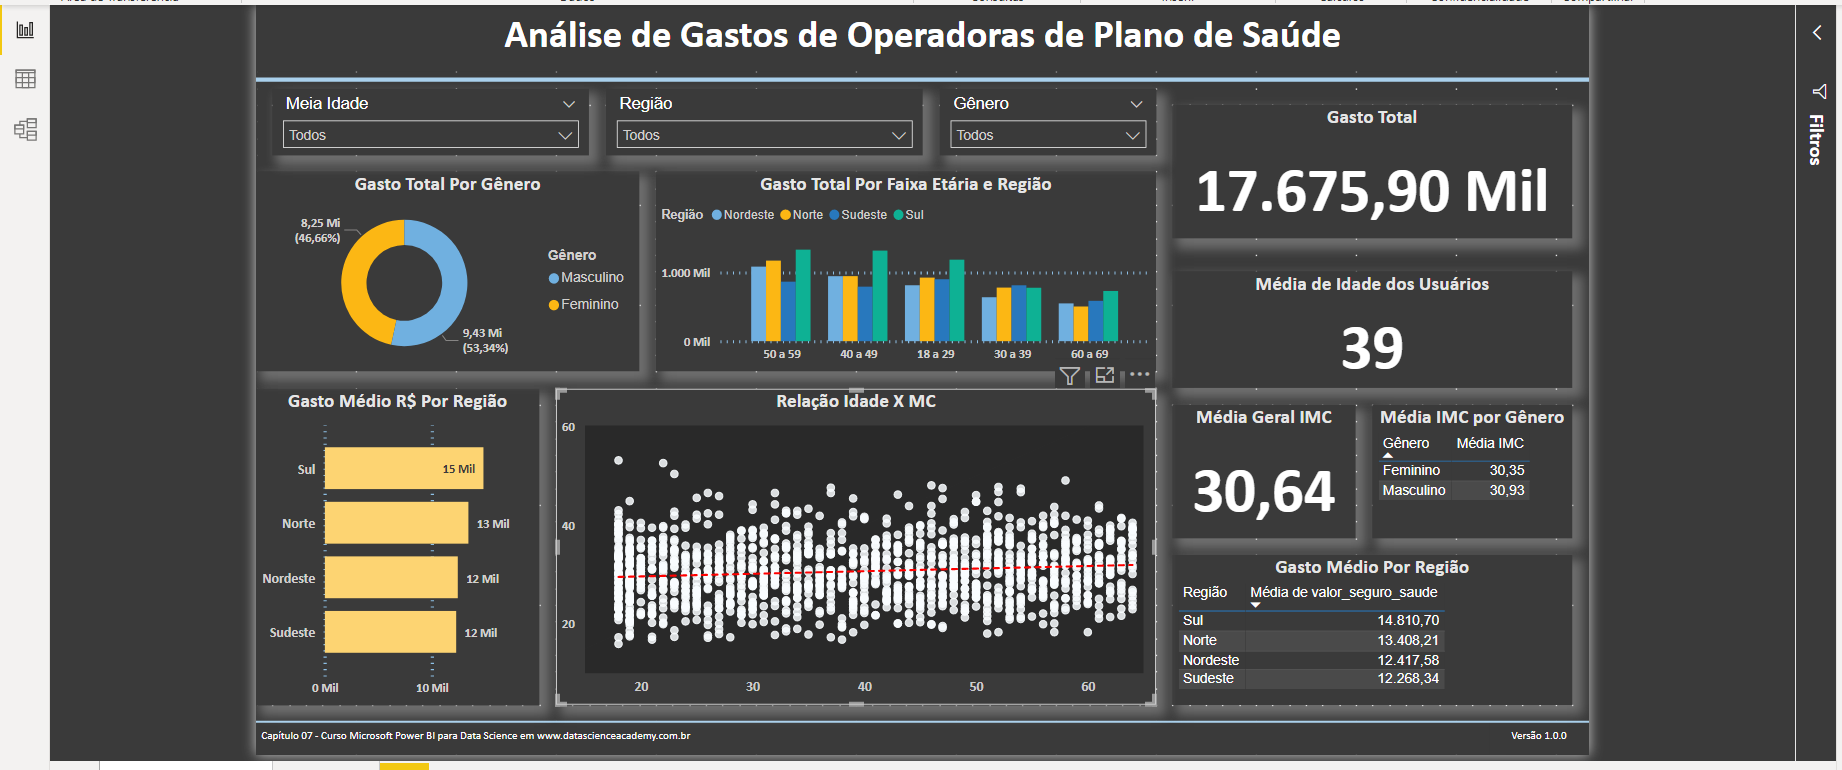 Análise de Gastos de Operadoras de Plano de Saúde
Meia Idade
Todos
Região
Todos
Gênero
Todos
Gasto Total
17.675,90 Mil
Filtros
Gasto Total Por Gênero
8,25 Mi
(46,66%)
9,43 Mi
(53,34%)
Gênero
Masculino
Feminino
Gasto Total Por Faixa Etária e Região
Região Nordeste Norte Sudeste Sul
1.000 Mil
0 Mil
50 a 59 40 a 49 18 a 29 30 a 39 60 a 69
Média de Idade dos Usuários
39
Gasto Médio R$ Por Região
Sul 15 Mil
Norte 13 Mil
Nordeste 12 Mil
Sudeste 12 Mil
0 Mil 10 Mil
Relação Idade X MC
60
40
20
20 30 40 50 60
Média Geral IMC
30,64
Média IMC por Gênero
Gênero Média IMC
Feminino 30,35
Masculino 30,93
Gasto Médio Por Região
Região Média de valor_seguro_saude
Sul 14.810,70
Norte 13.408,21
Nordeste 12.417,58
Sudeste 12.268,34
Capítulo 07 - Curso Microsoft Power BI para Data Science em www.datascienceacademy.com.br
Versão 1.0.0